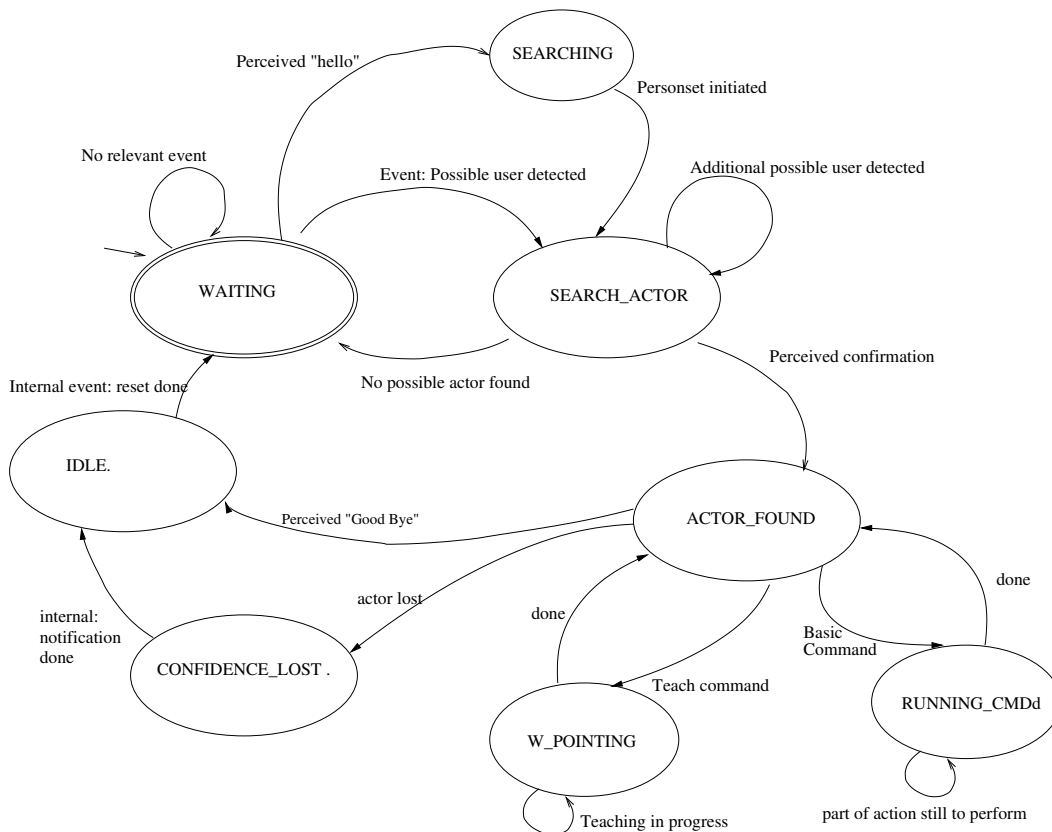 SEARCHING
Perceived "hello"
Personset initiated
No relevant event
Event: Possible user detected
Additional possible user detected
WAITING
SEARCH_ACTOR
Perceived confirmation
No possible actor found
Internal event: reset done
IDLE.
ACTOR_FOUND
Perceived "Good Bye"
done
actor lost
done
internal:
notification
done
Basic
Command
CONFIDENCE_LOST .
Teach command
RUNNING_CMDd
W_POINTING
part of action still to perform
Teaching in progress